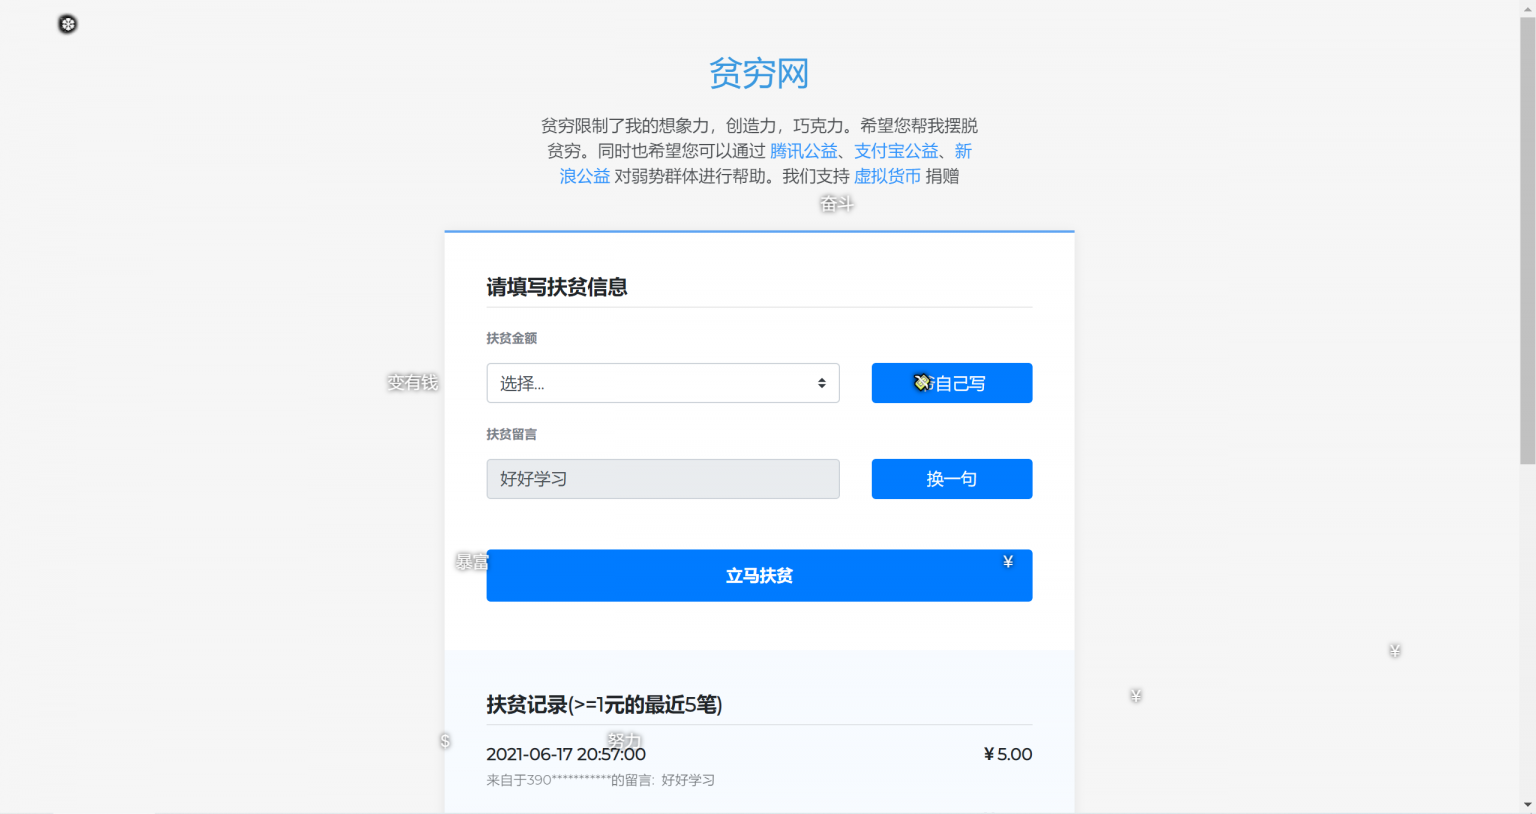 贫穷网
贫穷限制了我的想象力，创造力，巧克力。希望您帮我摆脱
贫穷。同时也希望您可以通过 腾讯公益、支付宝公益、新
浪公益 对弱势群体进行帮助。我们支持 虚拟货币 捐赠
奋斗
请填写扶贫信息
扶贫金额
变有钱
选择...
自己写
扶贫留言
好好学习
换一句
暴富
立马扶贫
¥
¥
¥
扶贫记录(>=1元的最近5笔)
$
努力
2021-06-17 20:57:00
¥ 5.00
来自于390***********的留言: 好好学习